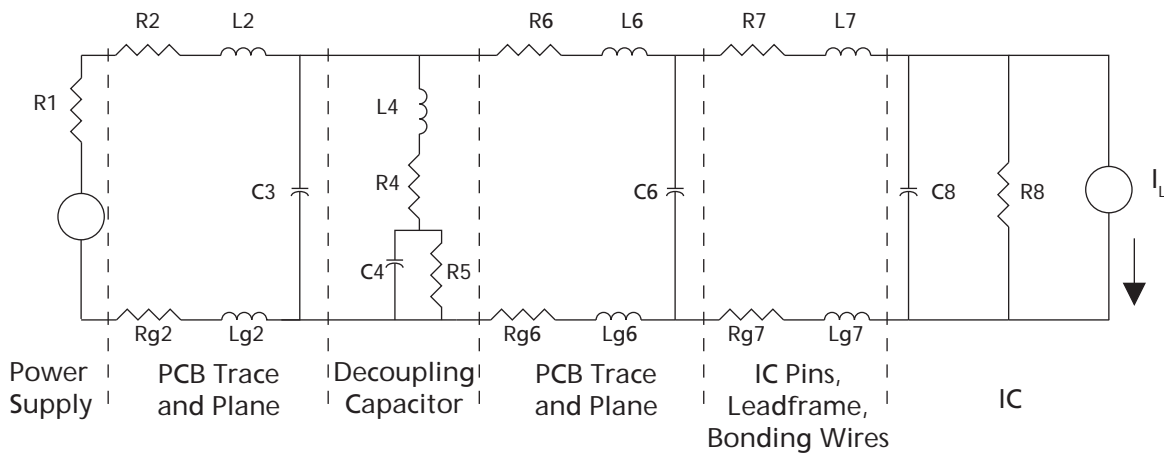 R2
L2
R6
L6
R7
L7
R1
L4
R4
C3
C6
C8
R8
I L
C4
R5
Rg2
Lg2
Rg6
Lg6
Rg7
Lg7
Power
Supply
PCB Trace
and Plane
Decoupling
Capacitor
PCB Trace
and Plane
IC Pins,
Leadframe,
Bonding Wires
IC